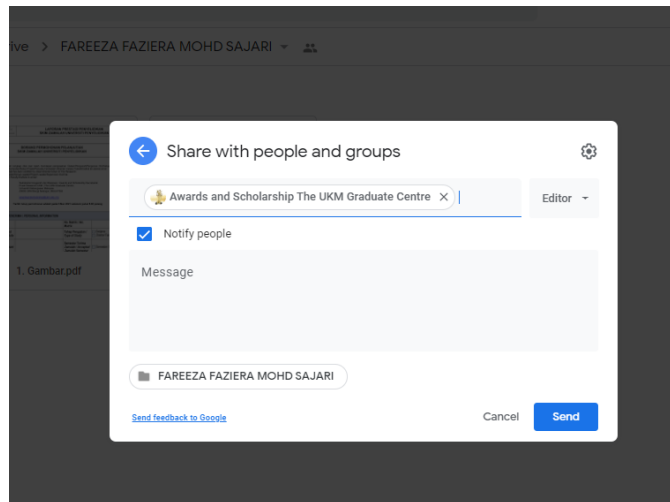 ive > FAREEZA FAZIERA MOHD SAJARI
Share with people and groups
Awards and Scholarship The UKM Graduate Centre
Editor
Notify people
Message
1. Gambar.pdf
FAREEZA FAZIERA MOHD SAJARI
Send feedback to Google
Cancel
Send